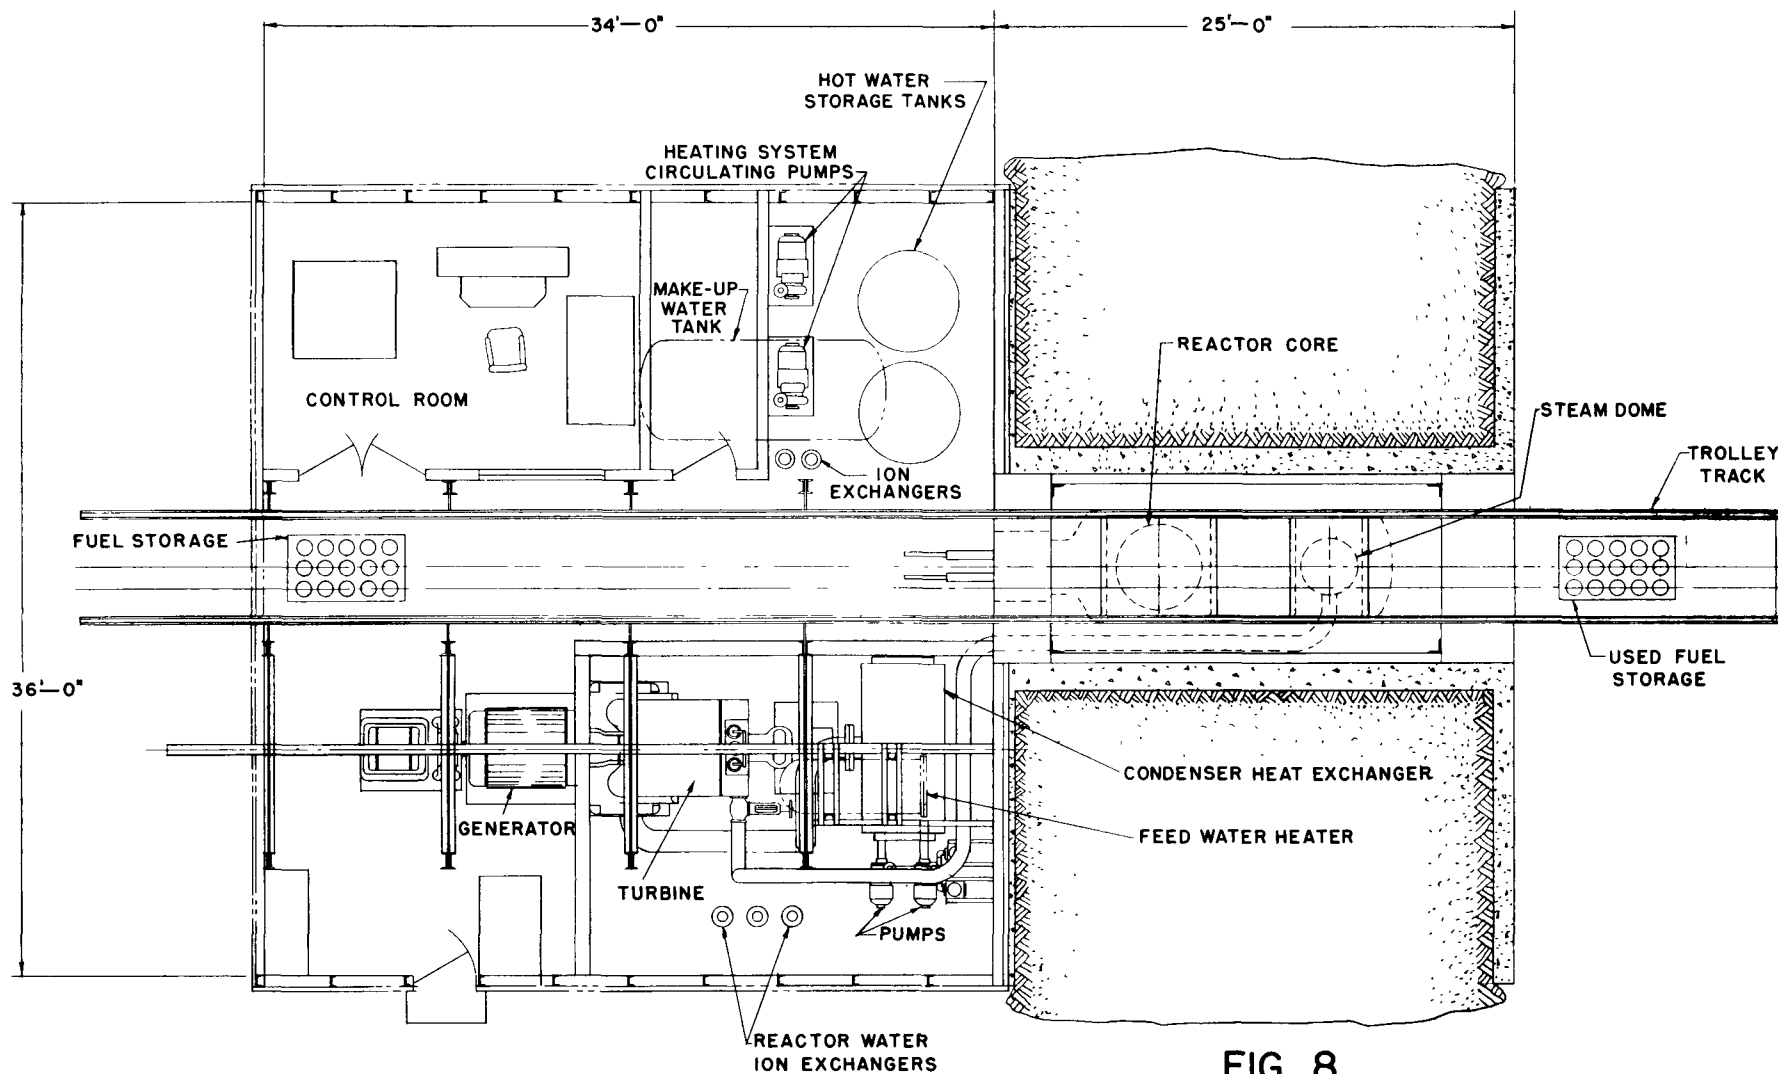 34'—0"
25'—0"
HOT WATER
STORAGE TANKS
HEATING SYSTEM
CIRCULATING PUMPS
MAKE-UP
WATER
TANK
REACTOR CORE
CONTROL ROOM
STEAM DOME
ION
EXCHANGERS
TROLLEY
TRACK
FUEL STORAGE
36'—0"
USED FUEL
STORAGE
CONDENSER HEAT EXCHANGER
GENERATOR
FEED WATER HEATER
TURBINE
PUMPS
REACTOR WATER
ION EXCHANGERS
FIG. 8